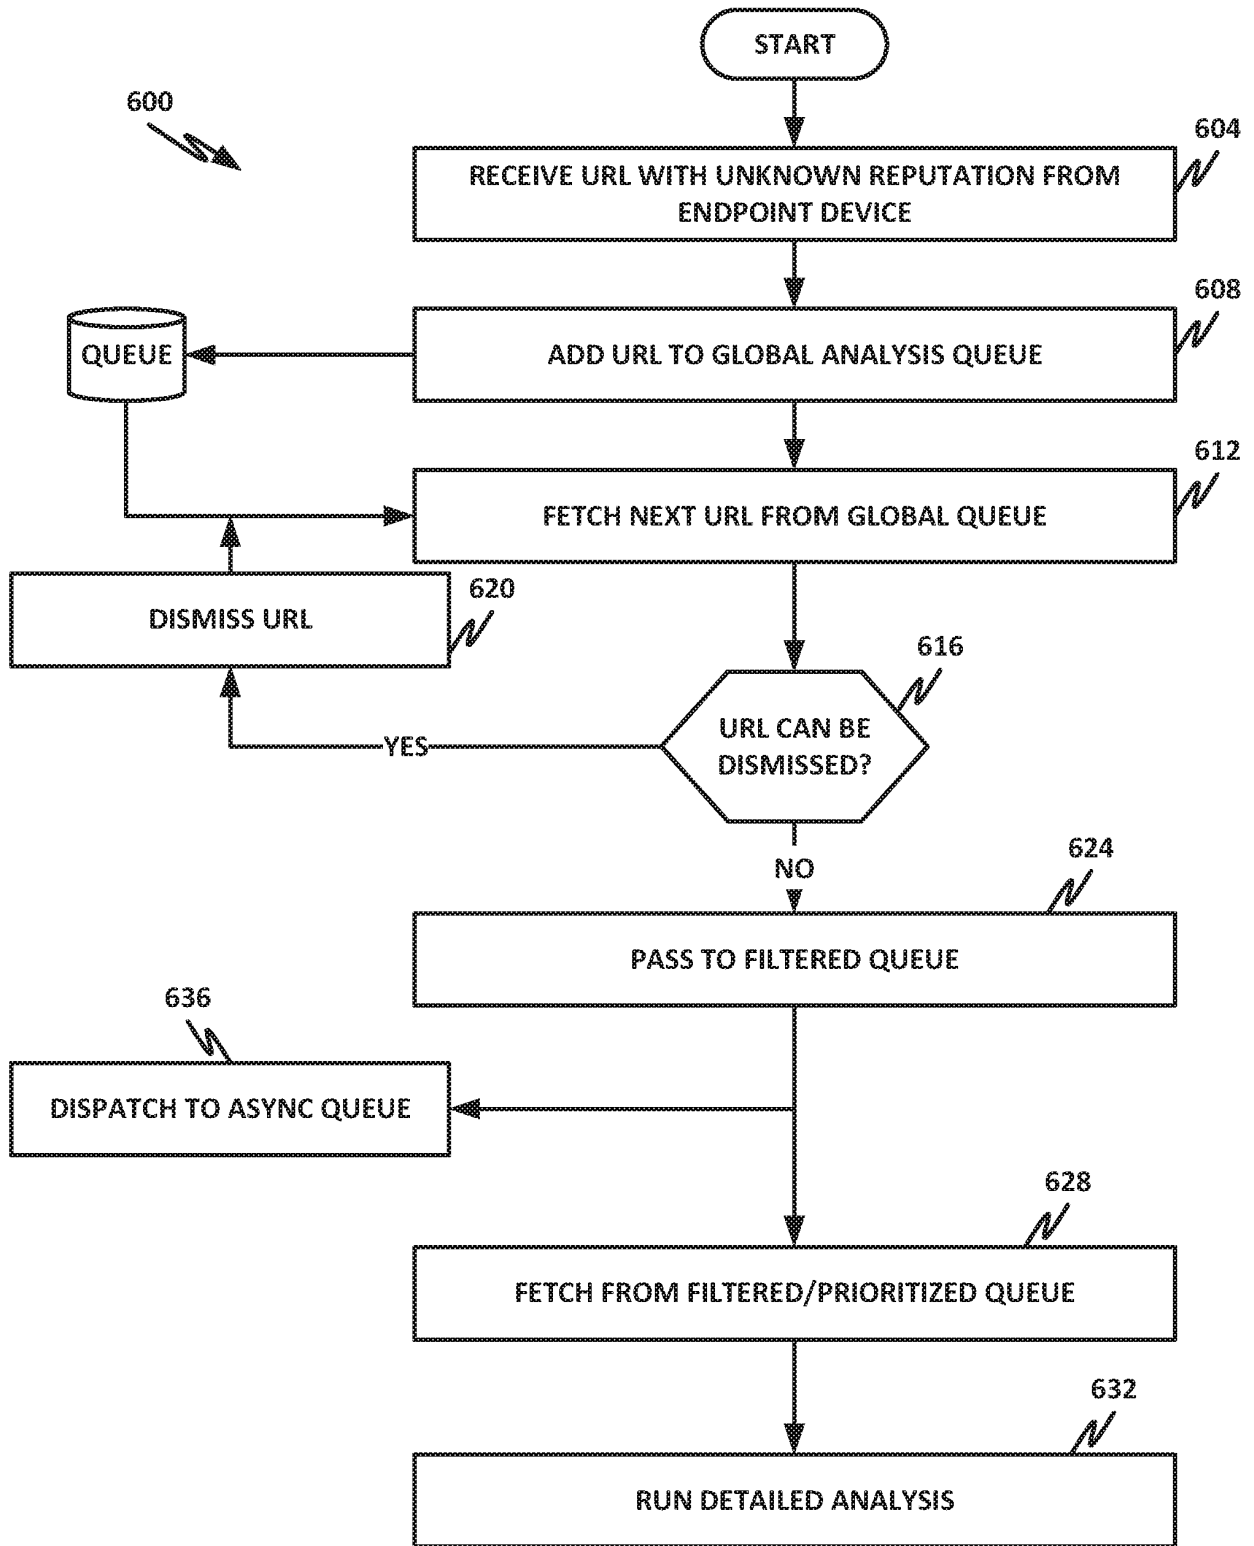 START
600
604
RECEIVE URL WITH UNKNOWN REPUTATION FROM
ENDPOINT DEVICE
608
QUEUE
ADD URL TO GLOBAL ANALYSIS QUEUE
612
FETCH NEXT URL FROM GLOBAL QUEUE
620
DISMISS URL
616
URL CAN BE
DISMISSED?
YES
NO
624
PASS TO FILTERED QUEUE
636
DISPATCH TO ASYNC QUEUE
628
FETCH FROM FILTERED/PRIORITIZED QUEUE
632
RUN DETAILED ANALYSIS